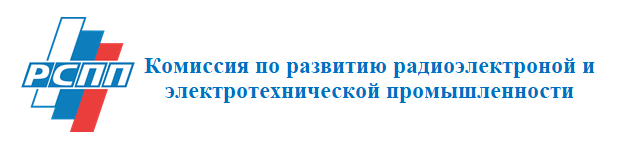 РСПП
Комиссия по развитию радиоэлектроной и
электротехнической промышленности